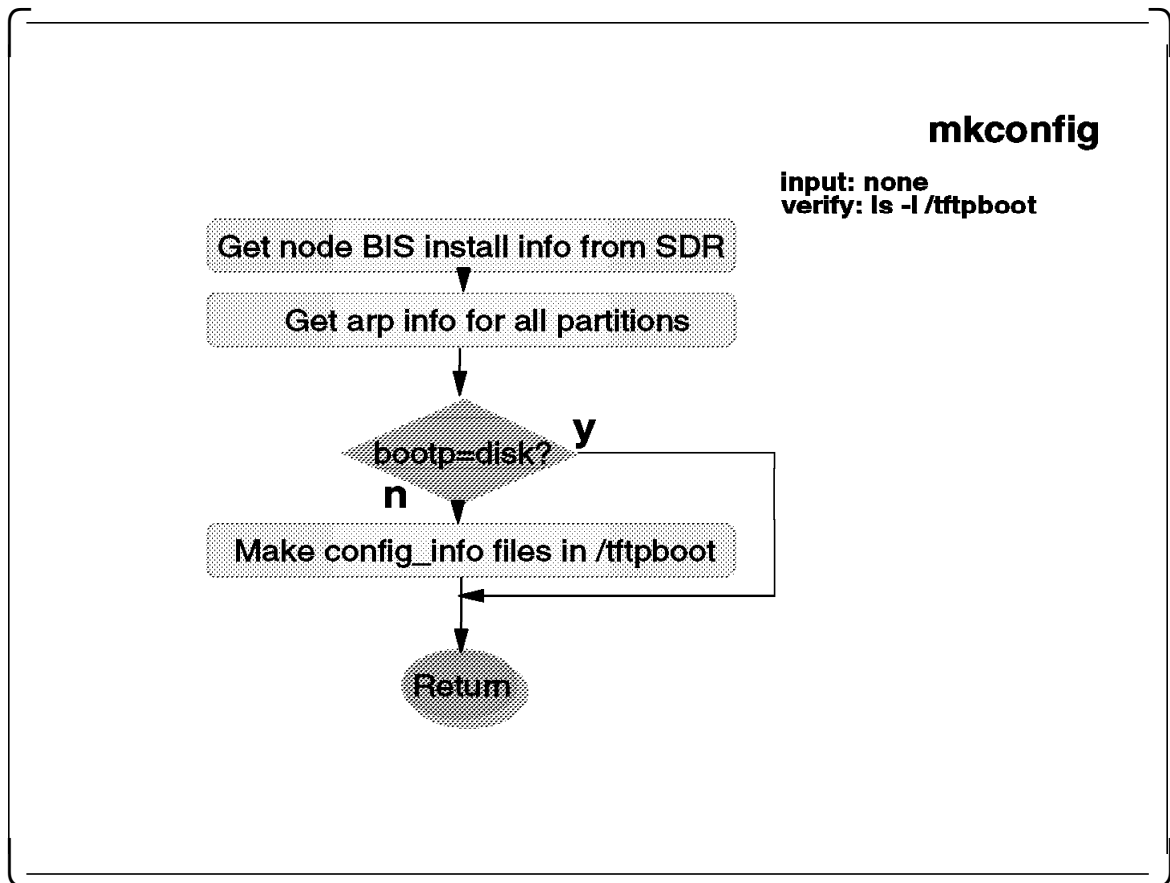 mkconfig
input: none
verify: ls -l /tftpboot
Get node BIS install info from SDR
Get arp info for all partitions
bootp=disk?
y
n
Make config_info files in /tftpboot
Return